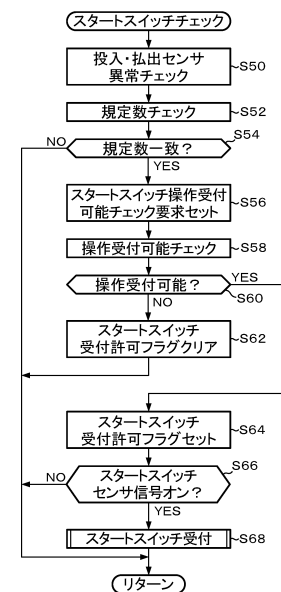 スタートスイッチチェック
投入・払出センサ
異常チェック
S50
規定数チェック
S52
S54
NO
規定数一致？
YES
スタートスイッチ操作受付
可能チェック要求セット
S56
操作受付可能チェック
S58
操作受付可能？
YES
S60
NO
スタートスイッチ
受付許可フラグクリア
S62
スタートスイッチ
受付許可フラグセット
S64
S66
NO
スタートスイッチ
センサ信号オン？
YES
スタートスイッチ受付
S68
リターン